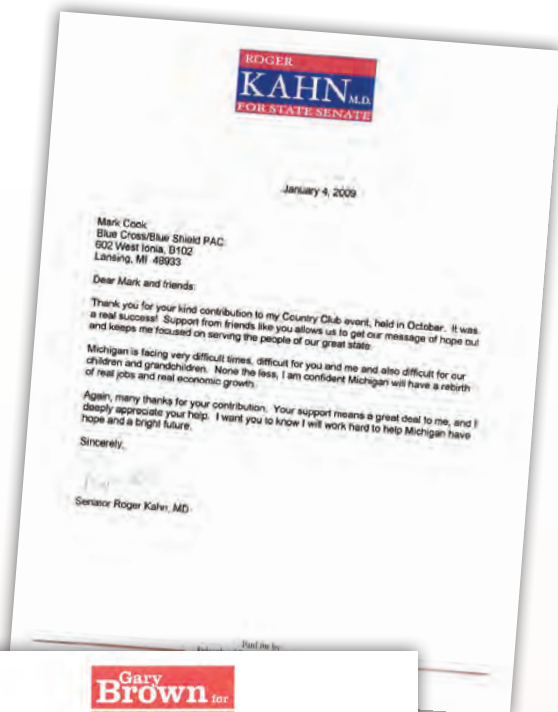 ROGER
KAHN M.D.
FOR STATE SENATE
January 4, 2009
Mark Cook
Blue Cross/Blue Shield PAC
602 West Ionia, B102
Lansing, MI 48933
Dear Mark and friends:
Thank you for your kind contribution to my Country Club event, held in October. It was
a real success! Support from friends like you allows us to get our message of hope out
and keeps me focused on serving the people of our great state.
Michigan is facing very difficult times, difficult for you and me and also difficult for our
children and grandchildren. None the less, I am confident Michigan will have a rebirth
of real jobs and real economic growth.
Again, many thanks for your contribution. Your support means a great deal to me, and I
deeply appreciate your help. I want you to know I will work hard to help Michigan have
hope and a bright future.
Sincerely,
Senator Roger Kahn, MD
Paid for by:
Gary
Brown for